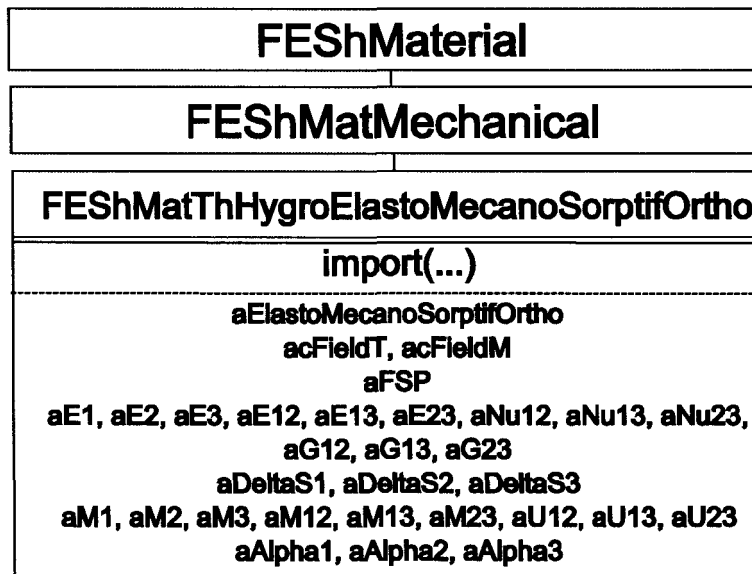 FEShMaterial
FEShMatMechanical
FEShMatThHygroElastoMecanoSorptifOrtho
import(...)
aElastoMecanoSorptifOrtho
acFieldT, acFieldM
aFSP
aE1, aE2, aE3, aE12, aE13, aE23, aNu12, aNu13, aNu23,
aG12, aG13, aG23
aDeltaS1, aDeltaS2, aDeltaS3
aM1, aM2, aM3, aM12, aM13, aM23, aU12, aU13, aU23
aAlpha1, aAlpha2, aAlpha3